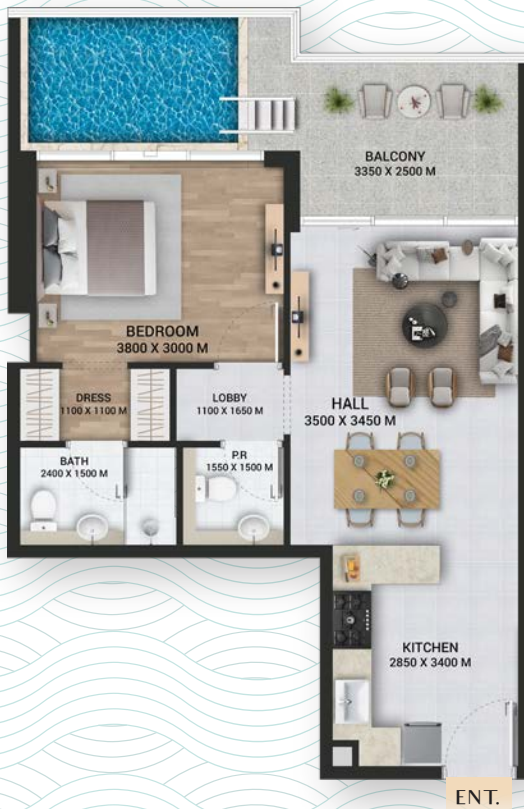 BALCONY
3350 X 2500 M
BEDROOM
3800 X 3000 M
DRESS
1100 X 1100 M
LOBBY
1100 X 1650 M
HALL
3500 X 3450 M
BATH
2400 X 1500 M
P.R
1550 X 1500 M
KITCHEN
2850 X 3400 M
ENT.